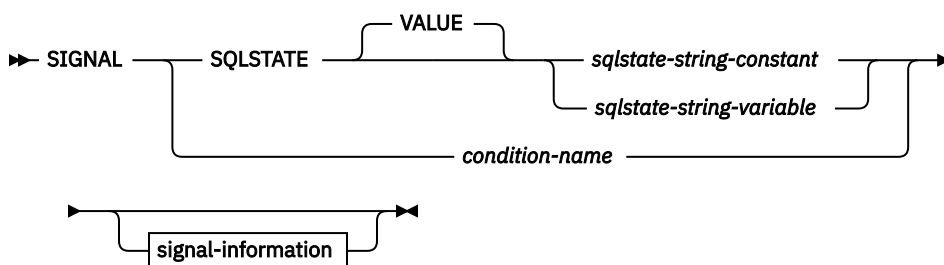 VALUE
SIGNAL SQLSTATE sqlstate-string-constant
sqlstate-string-variable
condition-name
signal-information